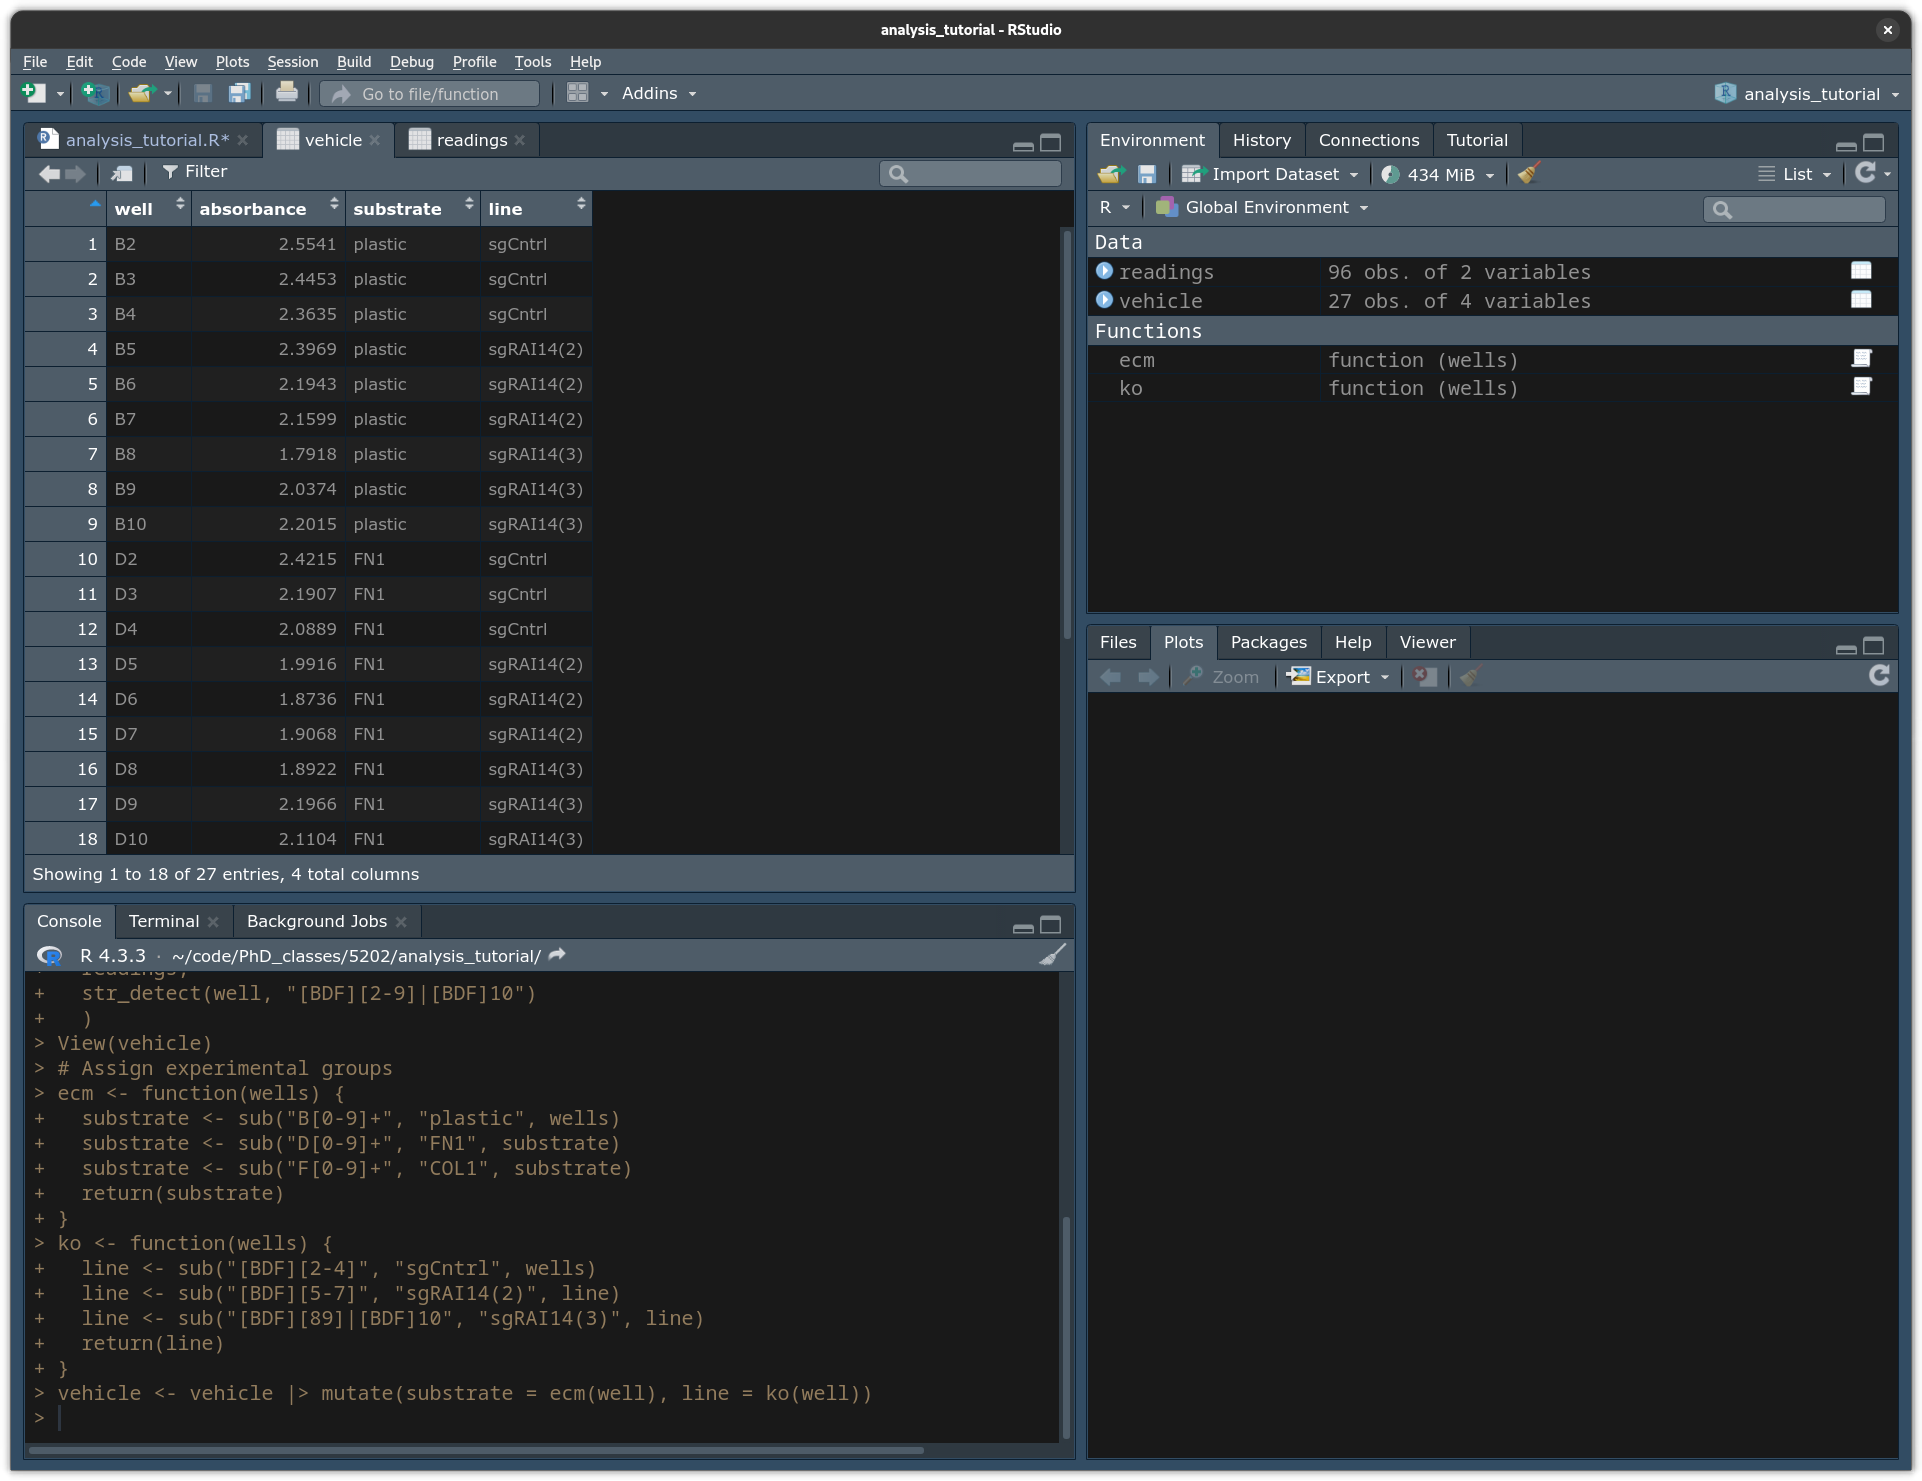 analysis_tutorial - RStudio
File Edit Code View Plots Session Build Debug Profile Tools Help
Go to file/function Addins analysis_tutorial
analysis_tutorial.R* vehicle readings
Filter
well absorbance substrate line
1 B2 2.5541 plastic sgCntrl
2 B3 2.4453 plastic sgCntrl
3 B4 2.3635 plastic sgCntrl
4 B5 2.3969 plastic sgRAI14(2)
5 B6 2.1943 plastic sgRAI14(2)
6 B7 2.1599 plastic sgRAI14(2)
7 B8 1.7918 plastic sgRAI14(3)
8 B9 2.0374 plastic sgRAI14(3)
9 B10 2.2015 plastic sgRAI14(3)
10 D2 2.4215 FN1 sgCntrl
11 D3 2.1907 FN1 sgCntrl
12 D4 2.0889 FN1 sgCntrl
13 D5 1.9916 FN1 sgRAI14(2)
14 D6 1.8736 FN1 sgRAI14(2)
15 D7 1.9068 FN1 sgRAI14(2)
16 D8 1.8922 FN1 sgRAI14(3)
17 D9 2.1966 FN1 sgRAI14(3)
18 D10 2.1104 FN1 sgRAI14(3)
Showing 1 to 18 of 27 entries, 4 total columns
Console Terminal Background Jobs
R 4.3.3 · ~/code/PhD_classes/5202/analysis_tutorial/
+   readings,
+   str_detect(well, "[BDF][2-9]|[BDF]10")
+   )
> View(vehicle)
> # Assign experimental groups
> ecm <- function(wells) {
+   substrate <- sub("B[0-9]+", "plastic", wells)
+   substrate <- sub("D[0-9]+", "FN1", substrate)
+   substrate <- sub("F[0-9]+", "COL1", substrate)
+   return(substrate)
+ }
> ko <- function(wells) {
+   line <- sub("[BDF][2-4]", "sgCntrl", wells)
+   line <- sub("[BDF][5-7]", "sgRAI14(2)", line)
+   line <- sub("[BDF][89]|[BDF]10", "sgRAI14(3)", line)
+   return(line)
+ }
> vehicle <- vehicle |> mutate(substrate = ecm(well), line = ko(well))
>
Environment History Connections Tutorial
Import Dataset 434 MiB List
R Global Environment
Data
readings 96 obs. of 2 variables
vehicle 27 obs. of 4 variables
Functions
ecm function (wells)
ko function (wells)
Files Plots Packages Help Viewer
Zoom Export